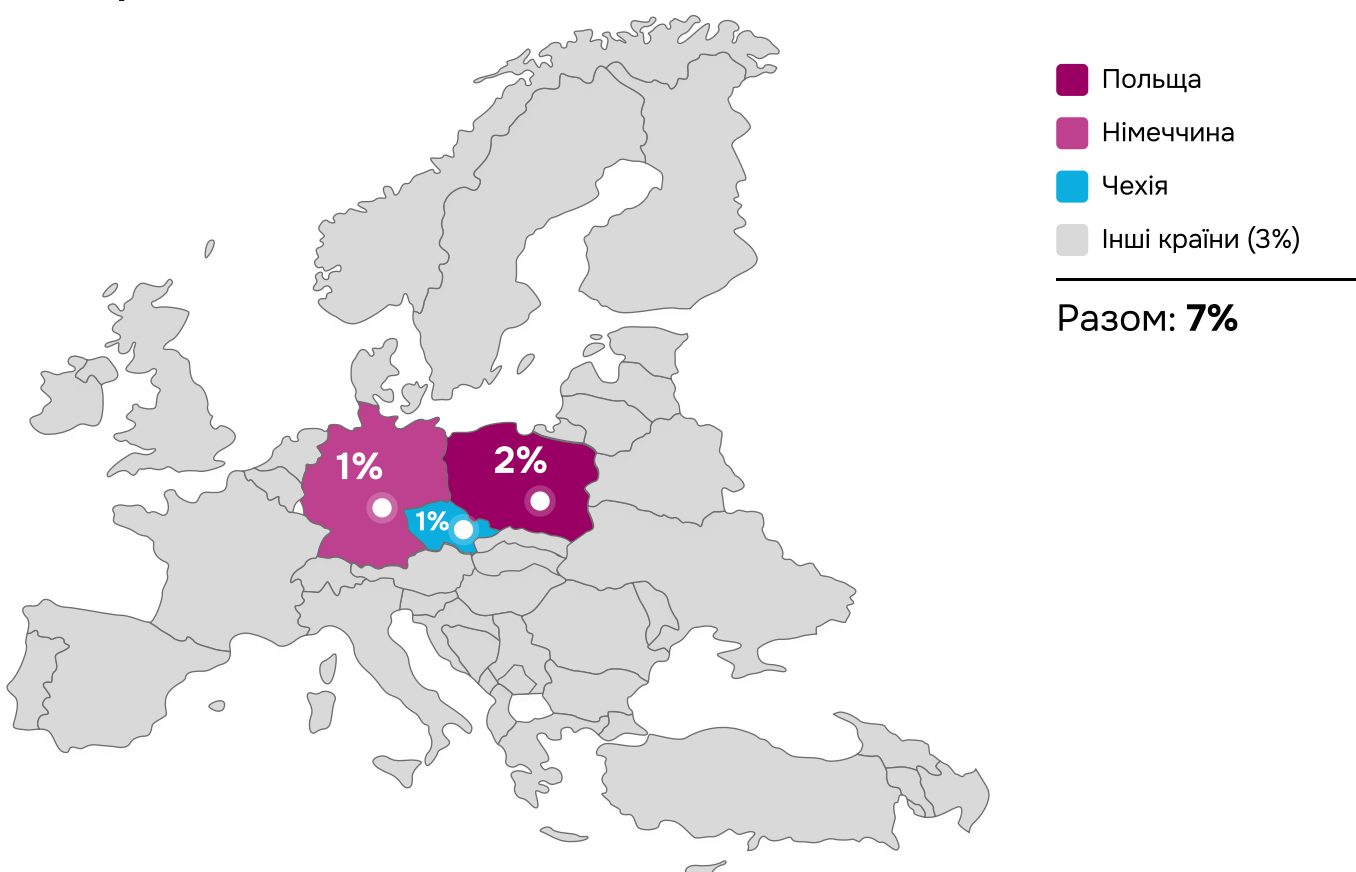 Польща
Німеччина
Чехія
Інші країни (3%)
Разом: 7%
1%
2%
1%